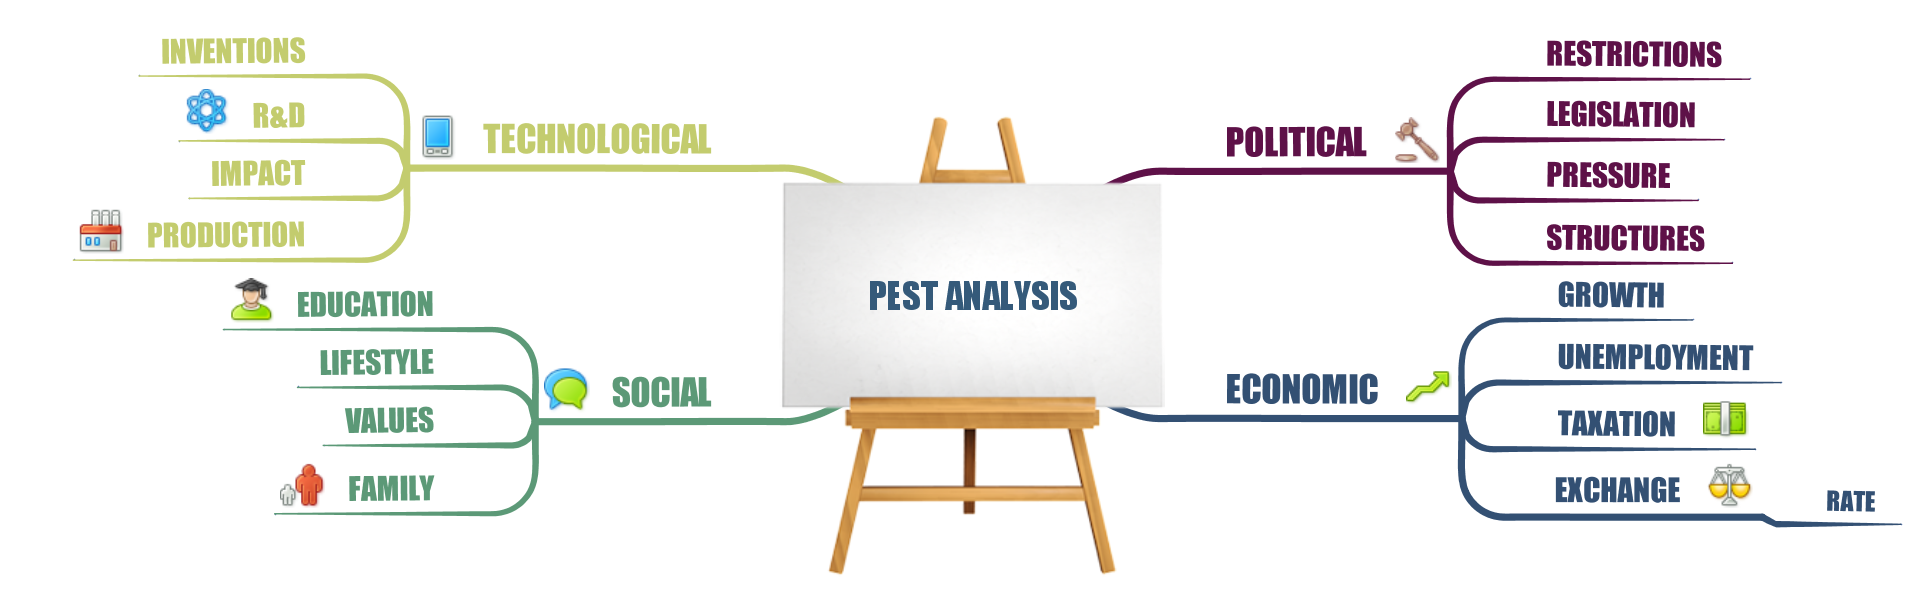 PEST ANALYSIS
POLITICAL
RESTRICTIONS
LEGISLATION
PRESSURE
STRUCTURES
ECONOMIC
GROWTH
UNEMPLOYMENT
TAXATION
EXCHANGE
RATE
SOCIAL
EDUCATION
LIFESTYLE
VALUES
FAMILY
TECHNOLOGICAL
INVENTIONS
R&D
IMPACT
PRODUCTION